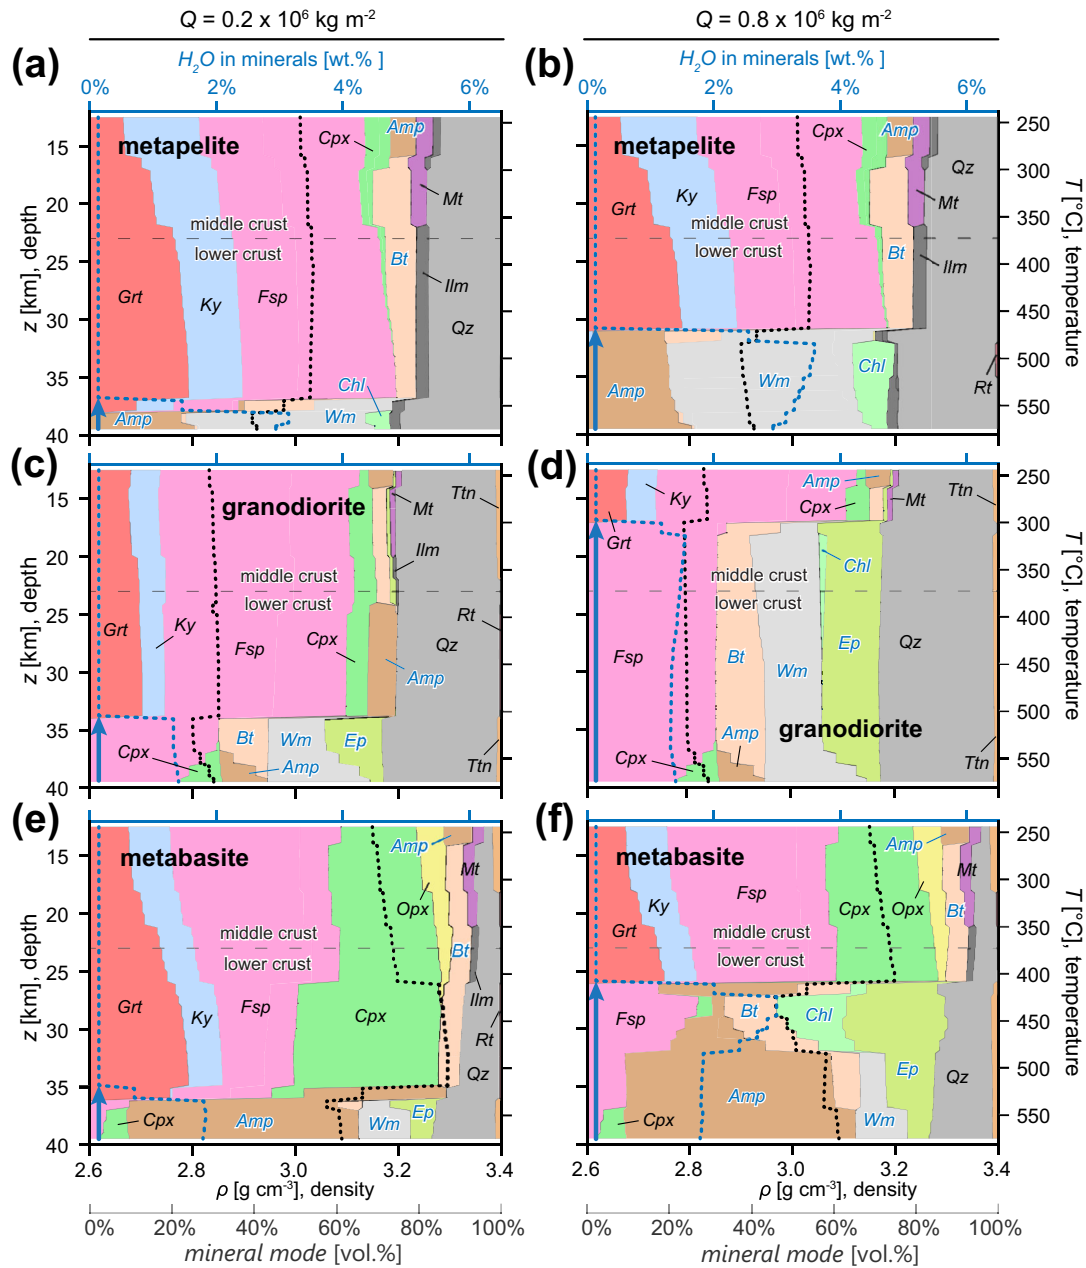 Q = 0.2 x 10⁶ kg m⁻²
Q = 0.8 x 10⁶ kg m⁻²
(a)
H₂O in minerals [wt.% ]
0% 2% 4% 6%
metapelite
Cpx
Amp
Mt
middle crust
lower crust
Bt
Ilm
Grt
Ky
Fsp
Qz
Chl
Amp
Wm
15
20
25
30
35
40
z [km], depth
(b)
H₂O in minerals [wt.% ]
0% 2% 4% 6%
metapelite
Cpx
Amp
Qz
Ky
Fsp
Mt
Grt
middle crust
lower crust
Bt
Ilm
Rt
Amp
Wm
Chl
250
300
350
400
450
500
550
T [°C], temperature
(c)
granodiorite
Mt
Ttn
Ilm
middle crust
lower crust
Rt
Grt
Ky
Fsp
Cpx
Qz
Amp
Cpx
Bt
Wm
Ep
Amp
Ttn
15
20
25
30
35
40
z [km], depth
(d)
Amp
Ky
Cpx
Mt
Ttn
Grt
Chl
middle crust
lower crust
Fsp
Bt
Wm
Ep
Qz
granodiorite
Amp
Cpx
Ttn
250
300
350
400
450
500
550
T [°C], temperature
(e)
metabasite
Amp
Mt
Opx
middle crust
lower crust
Bt
Ilm
Grt
Ky
Fsp
Cpx
Rt
Qz
Cpx
Amp
Wm
Ep
15
20
25
30
35
40
z [km], depth
2.6 2.8 3.0 3.2
ρ [g cm⁻³], density
0% 20% 40% 60% 80% 100%
mineral mode [vol.%]
(f)
metabasite
Amp
Mt
Fsp
Ky
Cpx
Opx
Bt
Grt
middle crust
lower crust
Fsp
Bt
Chl
Ep
Qz
Amp
Cpx
Wm
250
300
350
400
450
500
550
T [°C], temperature
2.6 2.8 3.0 3.2 3.4
ρ [g cm⁻³], density
0% 20% 40% 60% 80% 100%
mineral mode [vol.%]